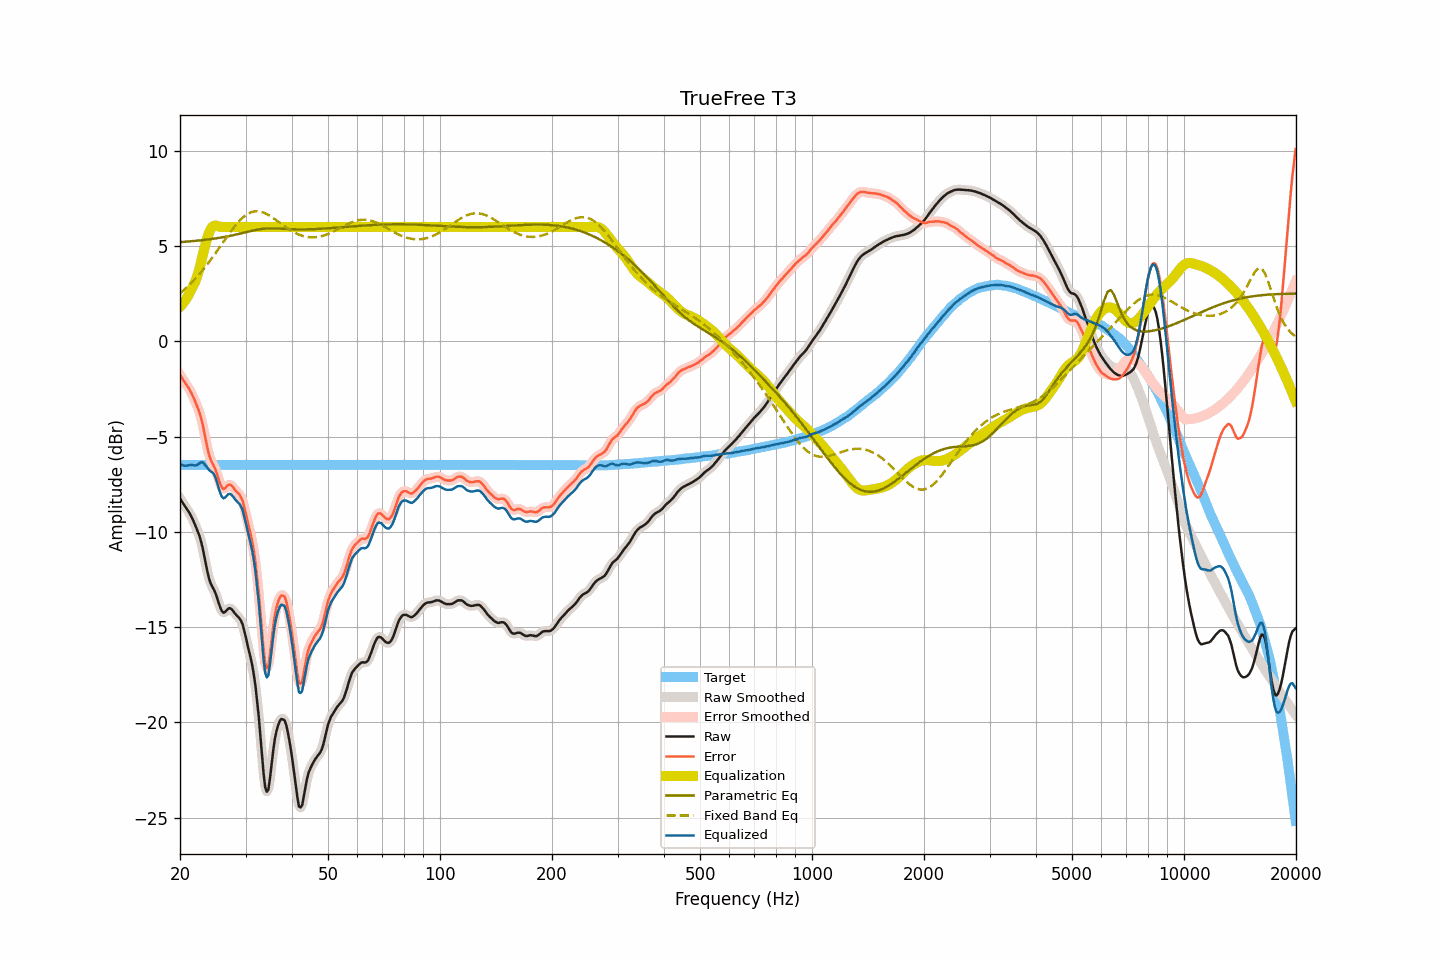 TrueFree T3
Amplitude (dBr)
10
5
0
−5
−10
−15
−20
−25
Target
Raw Smoothed
Error Smoothed
Raw
Error
Equalization
Parametric Eq
Fixed Band Eq
Equalized
20 50 100 200 500 1000 2000 5000 10000 20000
Frequency (Hz)